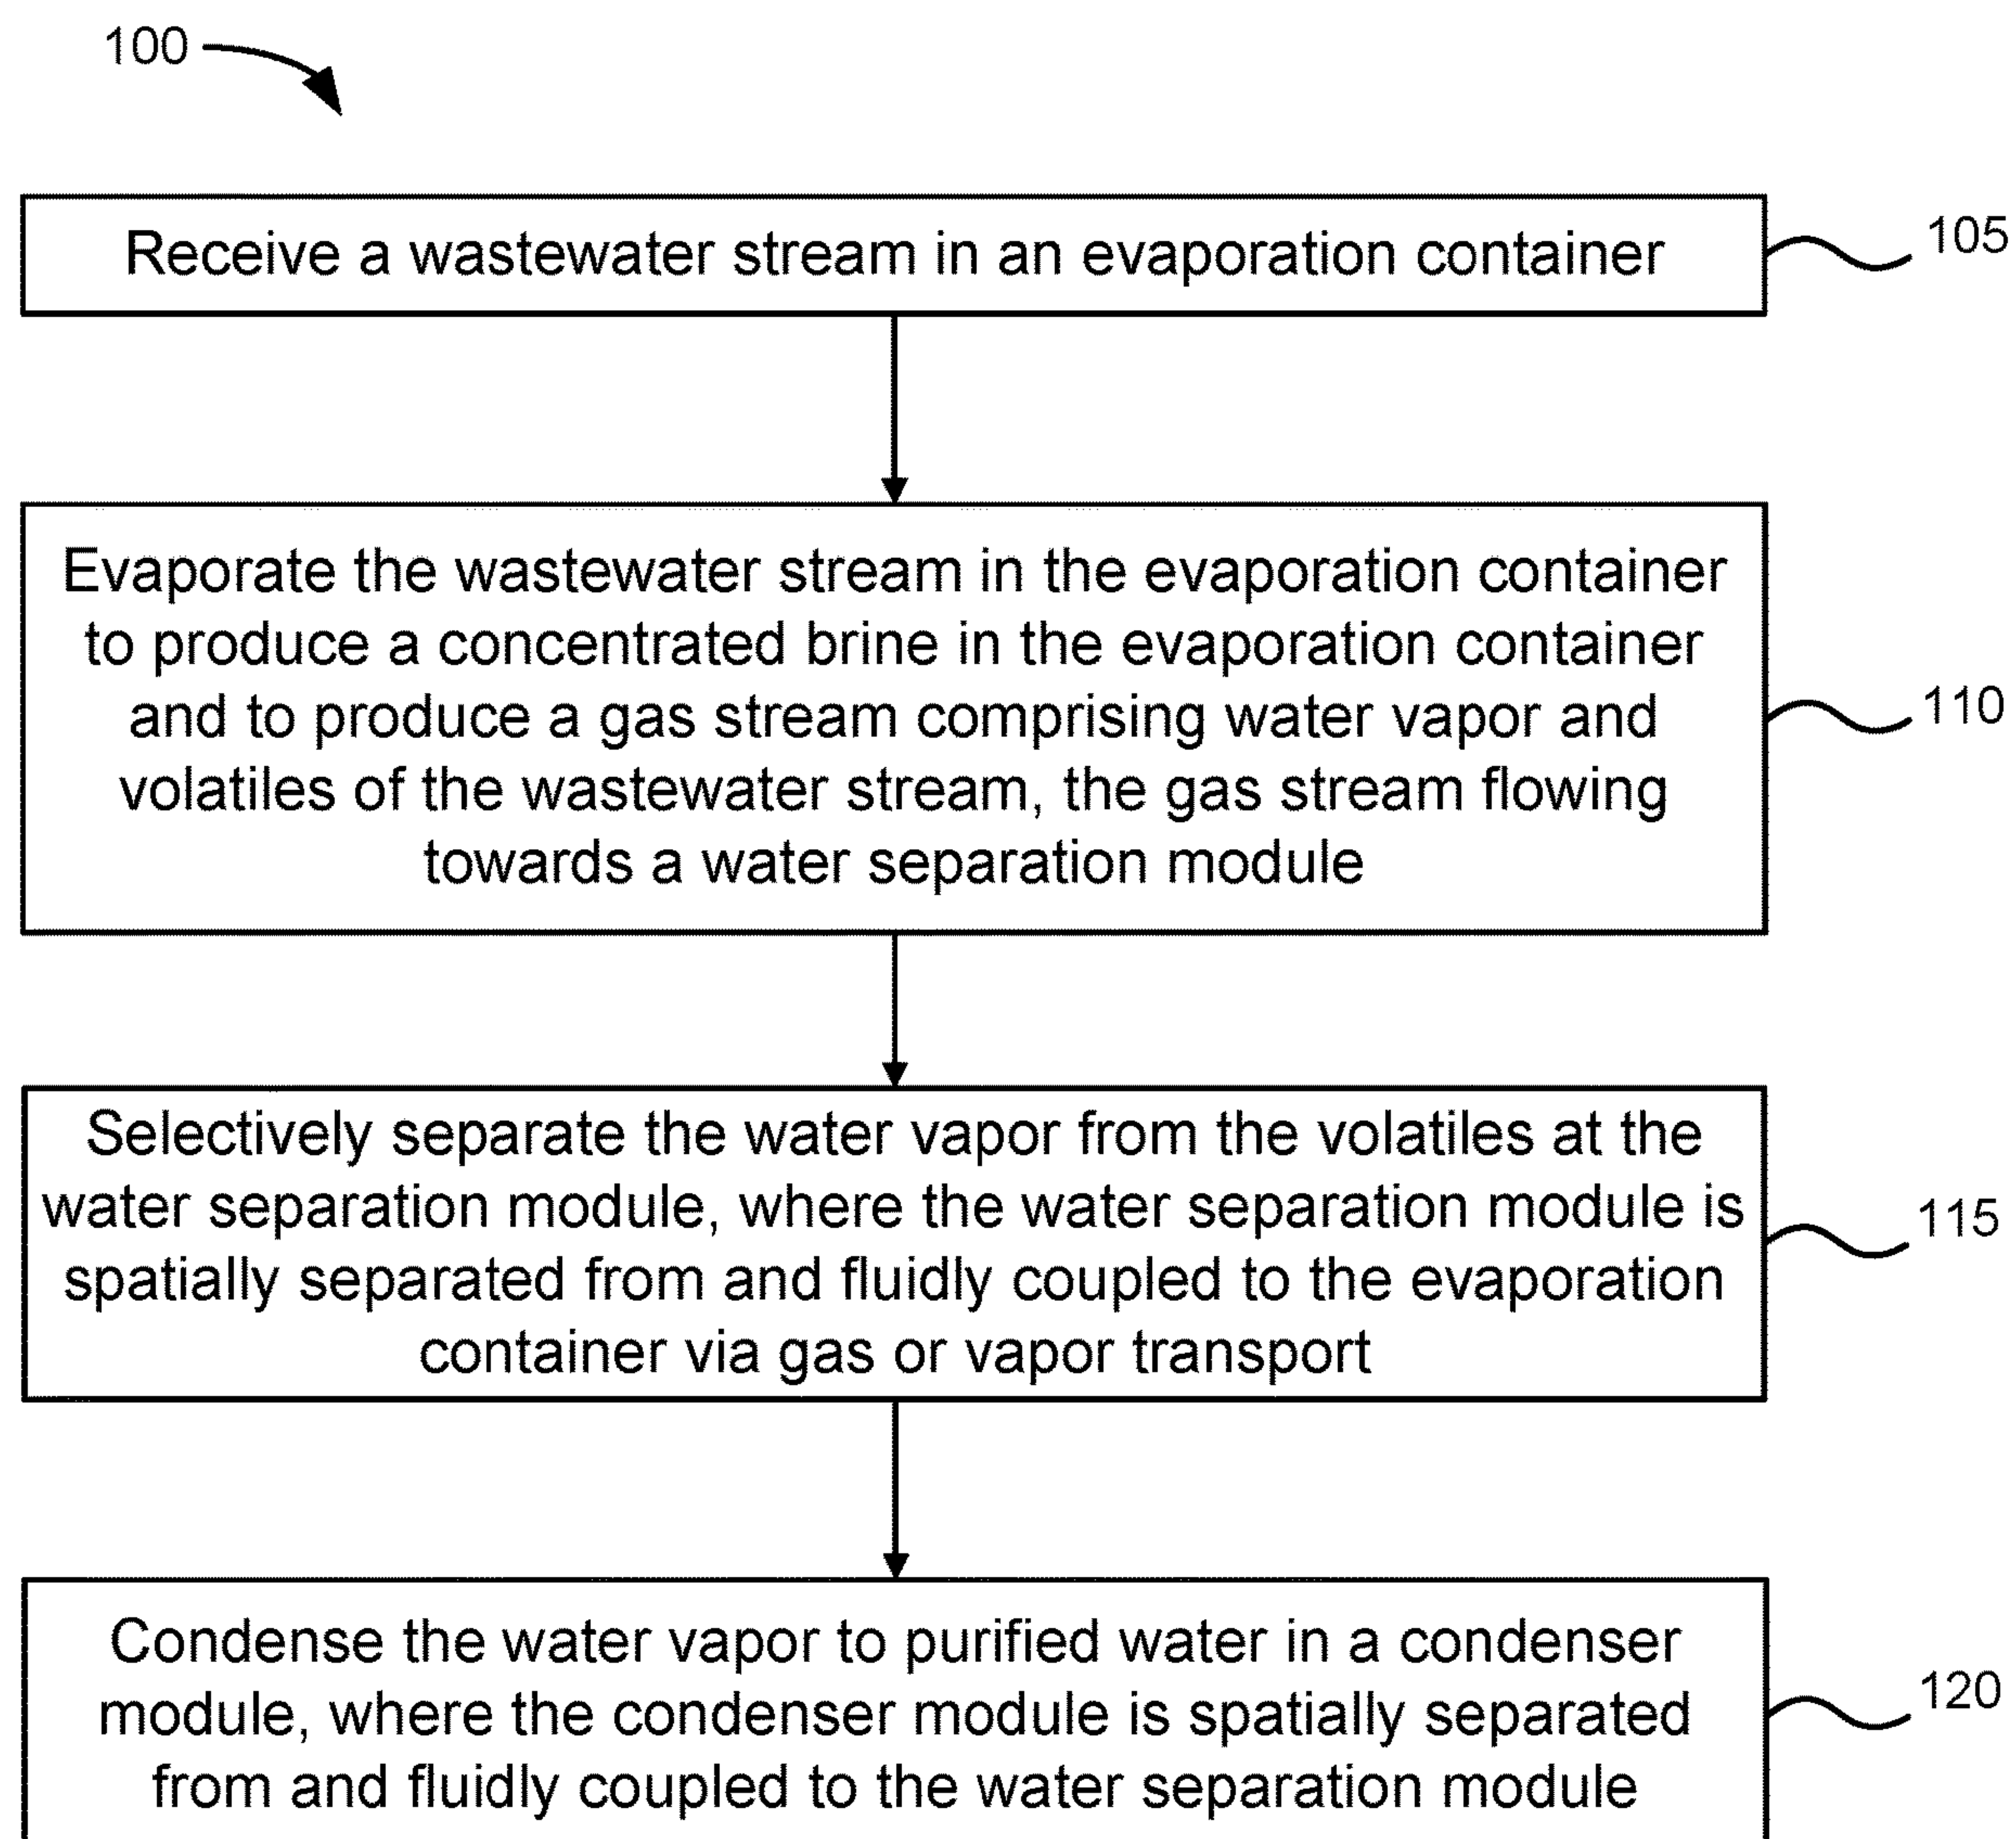 100
Receive a wastewater stream in an evaporation container
105
Evaporate the wastewater stream in the evaporation container
to produce a concentrated brine in the evaporation container
and to produce a gas stream comprising water vapor and
volatiles of the wastewater stream, the gas stream flowing
towards a water separation module
110
Selectively separate the water vapor from the volatiles at the
water separation module, where the water separation module is
spatially separated from and fluidly coupled to the evaporation
container via gas or vapor transport
115
Condense the water vapor to purified water in a condenser
module, where the condenser module is spatially separated
from and fluidly coupled to the water separation module
120